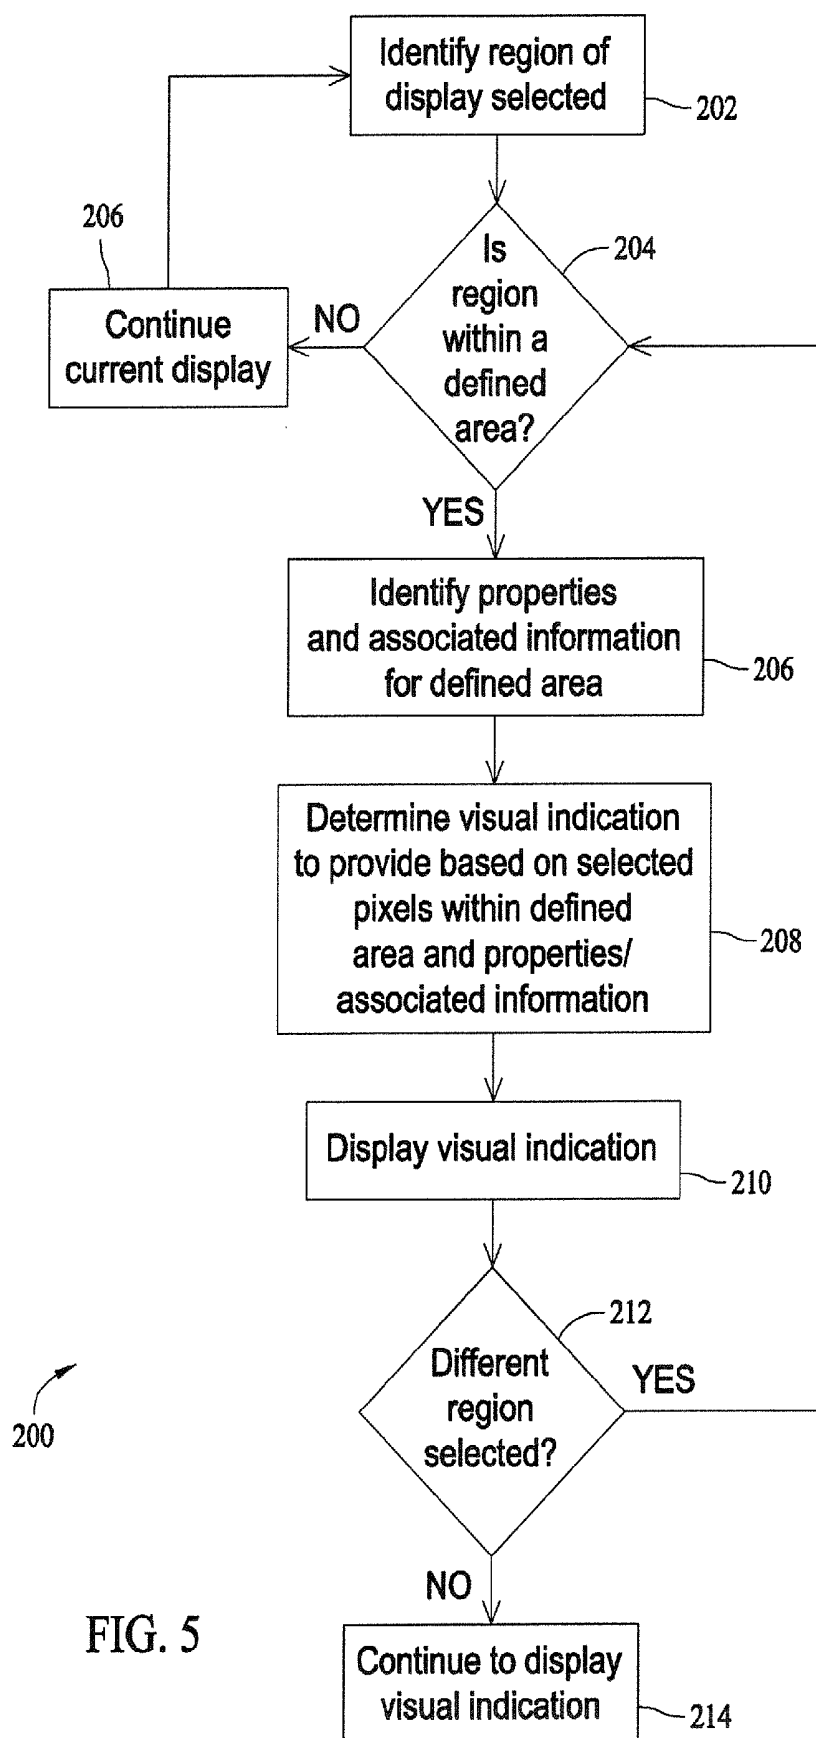 Identify region of
display selected
202
206
Is
region
within a
defined
area?
204
NO
Continue
current display
YES
Identify properties
and associated information
for defined area
206
Determine visual indication
to provide based on selected
pixels within defined
area and properties/
associated information
208
Display visual indication
210
212
Different
region
selected?
YES
200
NO
FIG. 5
Continue to display
visual indication
214